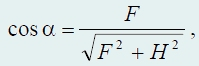 cos α = F / √(F² + H²) ,